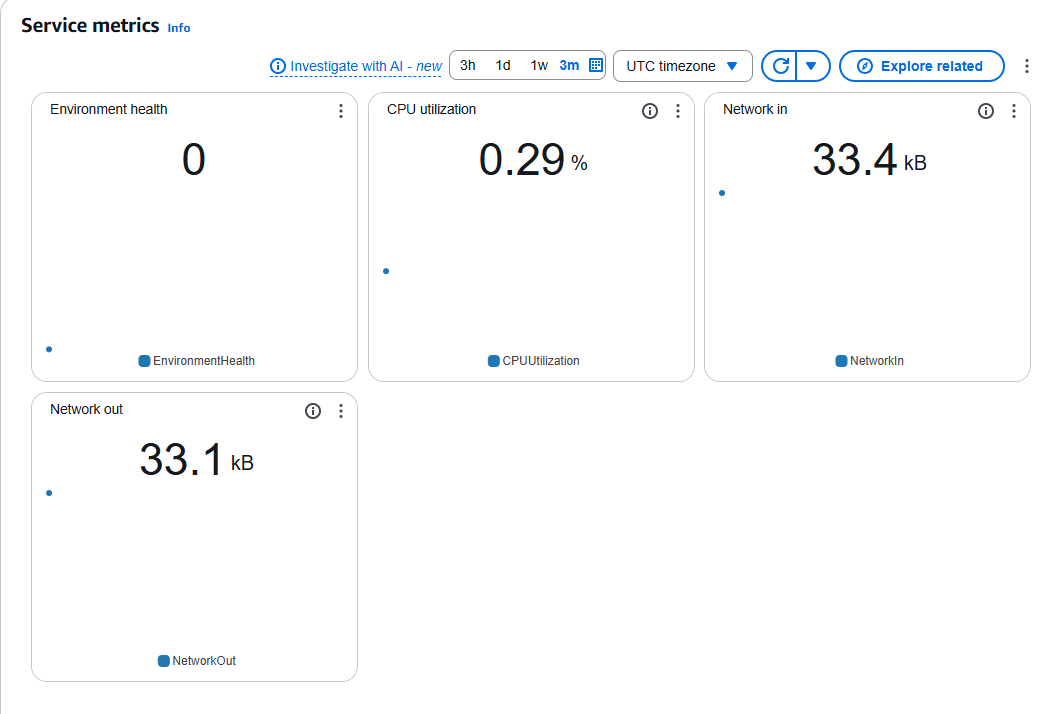 Service metrics Info
Investigate with AI - new 3h 1d 1w 3m UTC timezone Explore related
Environment health
0
EnvironmentHealth
CPU utilization
0.29 %
CPUUtilization
Network in
33.4 kB
NetworkIn
Network out
33.1 kB
NetworkOut